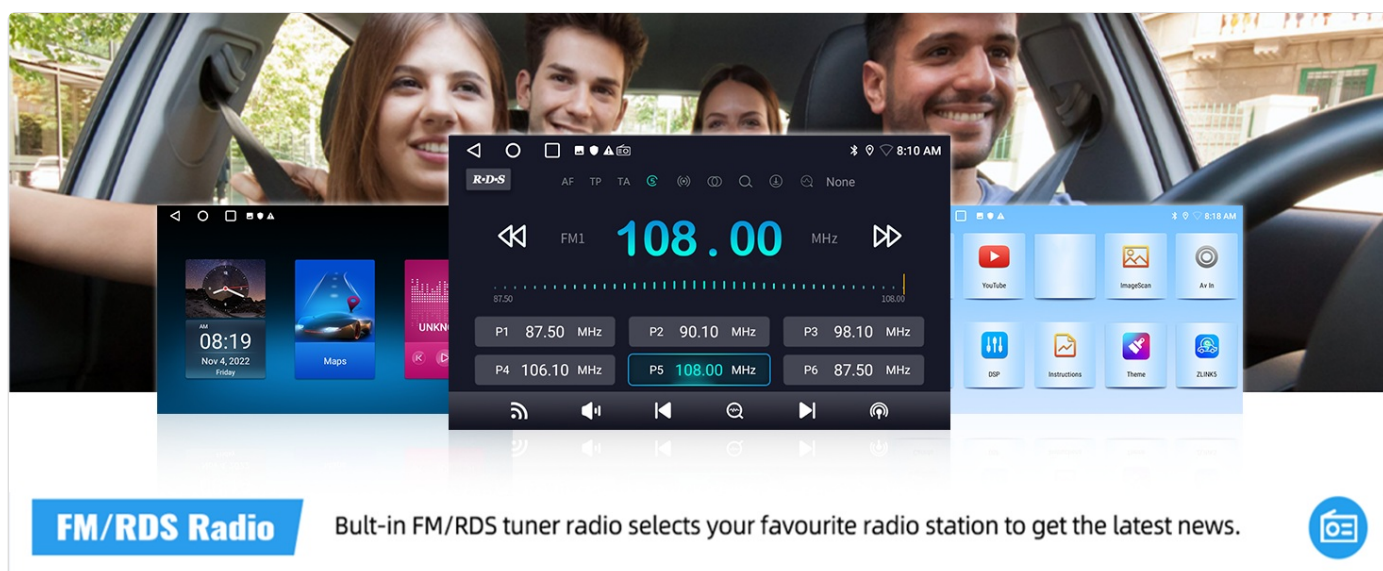 8:10 AM
R·D·S AF TP TA None
FM1 108.00 MHz
87.50 108.00
P1 87.50 MHz P2 90.10 MHz P3 98.10 MHz
P4 106.10 MHz P5 108.00 MHz P6 87.50 MHz
AM
08:19
Nov 4, 2022
Friday
Maps
UNKN
8:18 AM
YouTube ImageScan Av In
DSP Instructions Theme ZLINK5
FM/RDS Radio
Bult-in FM/RDS tuner radio selects your favourite radio station to get the latest news.